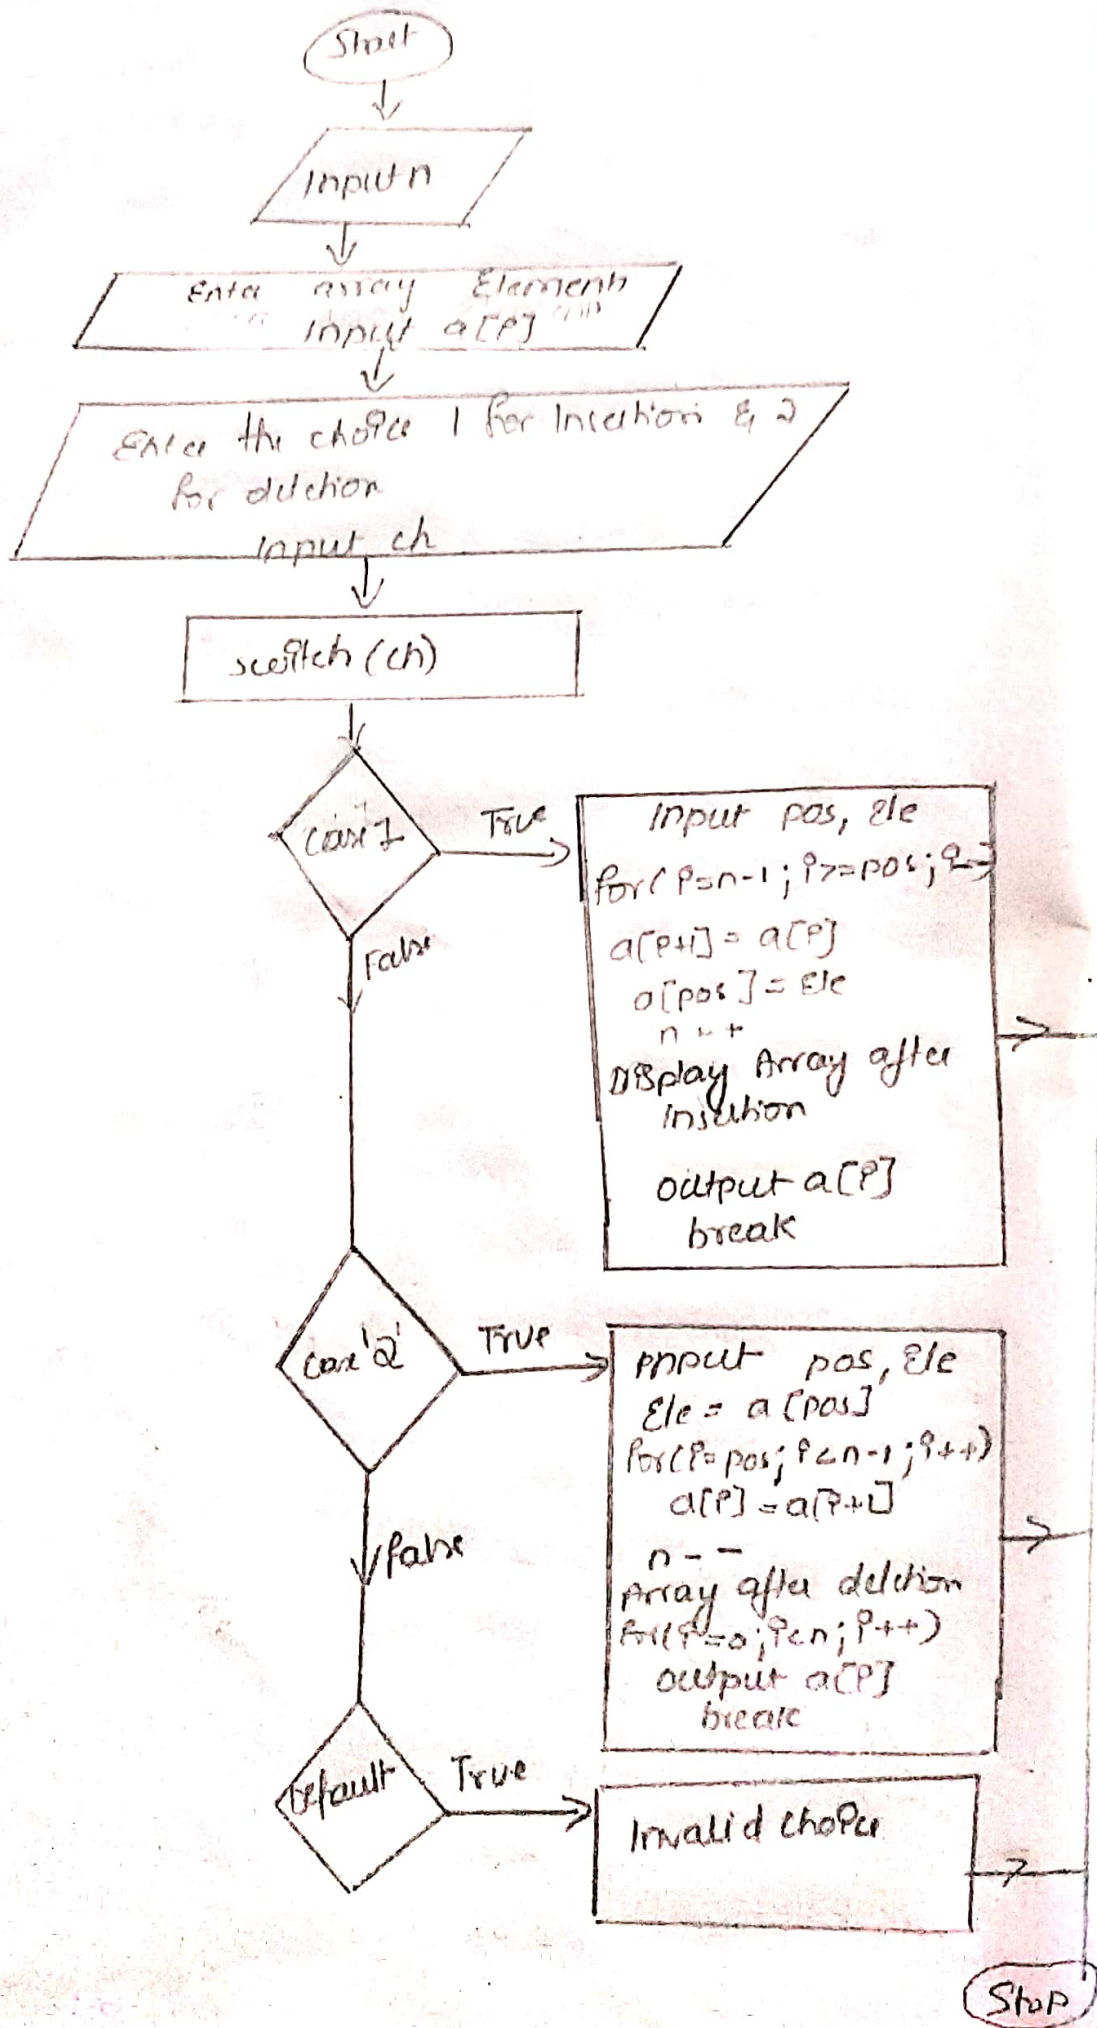 Start
Input n
Enter array Elements
Input a[i]
Enter the choice 1 for Insertion & 2
for deletion
Input ch
switch (ch)
Case 1
True
Input pos, Ele
for(i=n-1; i>=pos; i--)
a[i+1] = a[i]
a[pos] = Ele
n++
Display Array after
Insertion
output a[i]
break
False
Case '2'
True
Input pos, Ele
Ele = a[pos]
for(i=pos; i<n-1; i++)
a[i] = a[i+1]
n--
Array after deletion
for(i=0; i<n; i++)
output a[i]
break
False
Default
True
Invalid choice
Stop